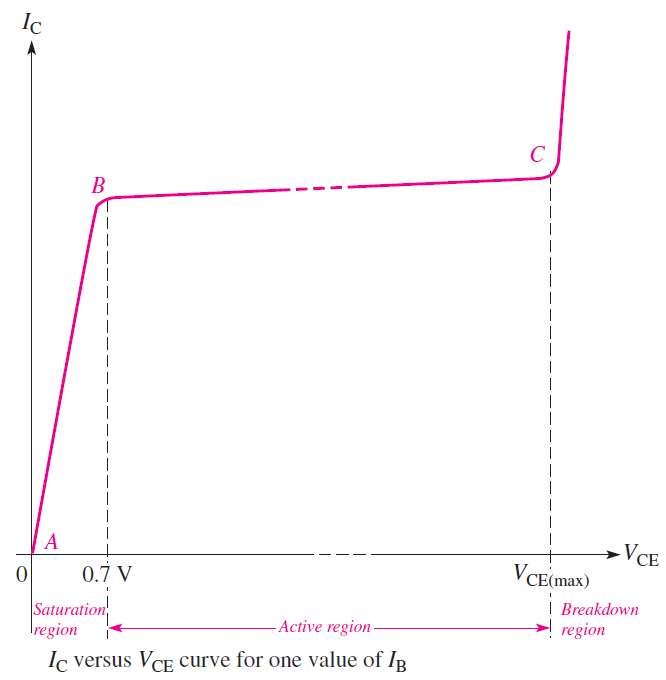 IC
C
B
A
VCE
0
0.7 V
VCE(max)
Saturation
region
Active region
Breakdown
region
IC versus VCE curve for one value of IB